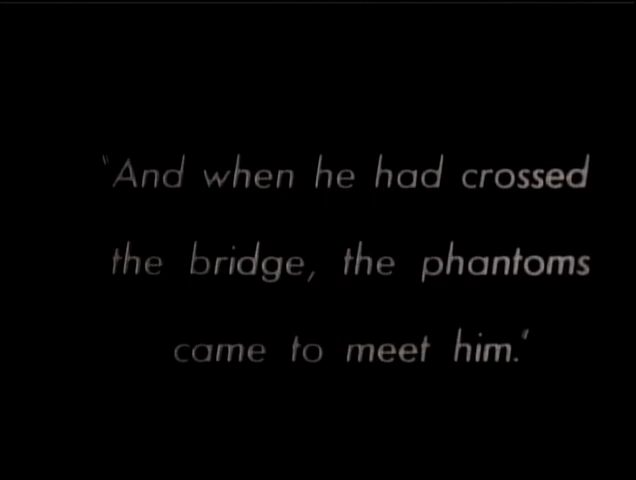 "And when he had crossed
the bridge, the phantoms
came to meet him."